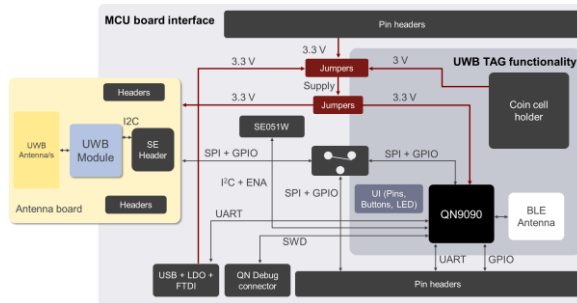 MCU board interface
Pin headers
3.3 V
UWB TAG functionality
3.3 V
Jumpers
3 V
Supply
Coin cell
holder
Headers
3.3 V
Jumpers
3.3 V
I2C
SE051W
UWB
Antenna/s
UWB
Module
SE
Header
SPI + GPIO
SPI + GPIO
I²C + ENA
SPI + GPIO
UI (Pins,
Buttons, LED)
QN9090
BLE
Antenna
Antenna board
Headers
UART
SWD
UART
GPIO
USB + LDO +
FTDI
QN Debug
connector
Pin headers